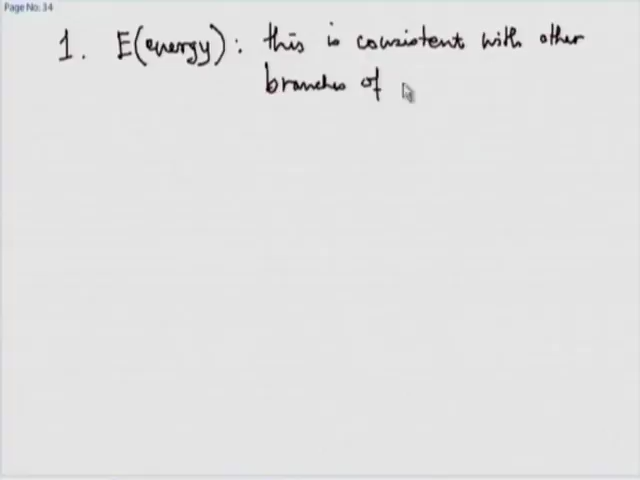 Page No: 34
1. E(energy): this is consistent with other
branches of